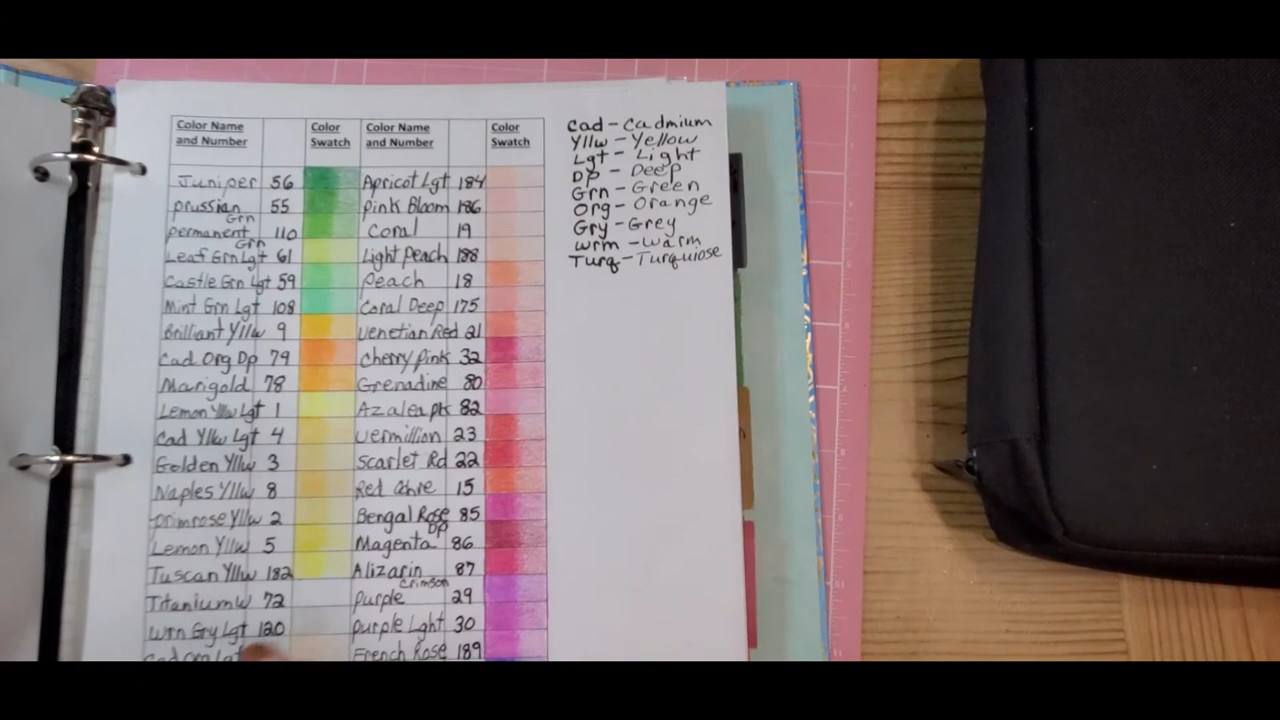 Color Name and Number Color Swatch Color Name and Number Color Swatch
Juniper 56 Apricot Lgt 184
prussian Grn 55 Pink Bloom 186
permanent Grn 110 Coral 19
Leaf Grn Lgt 61 Light Peach 188
Castle Grn Lgt 59 Peach 18
Mint Grn Lgt 108 Coral Deep 175
Brilliant Yllw 9 Venetian Red 21
Cad Org Dp 79 Cherry Pink 32
Marigold 78 Grenadine 80
Lemon Yllw Lgt 1 Azalea pk 82
Cad Yllw Lgt 4 Vermillion 23
Golden Yllw 3 Scarlet Rd 22
Naples Yllw 8 Red Ochre 15
primrose Yllw 2 Bengal Rose 85
Lemon Yllw 5 Magenta Dp 86
Tuscan Yllw 182 Alizarin Crimson 87
Titanium W 72 purple 29
Wrn Gry Lgt 120 purple Lght 30
French Rose 189
Cad - Cadmium
Yllw - Yellow
Lgt - Light
DP - Deep
Grn - Green
Org - Orange
Gry - Grey
Wrm - Warm
Turq - Turquiose